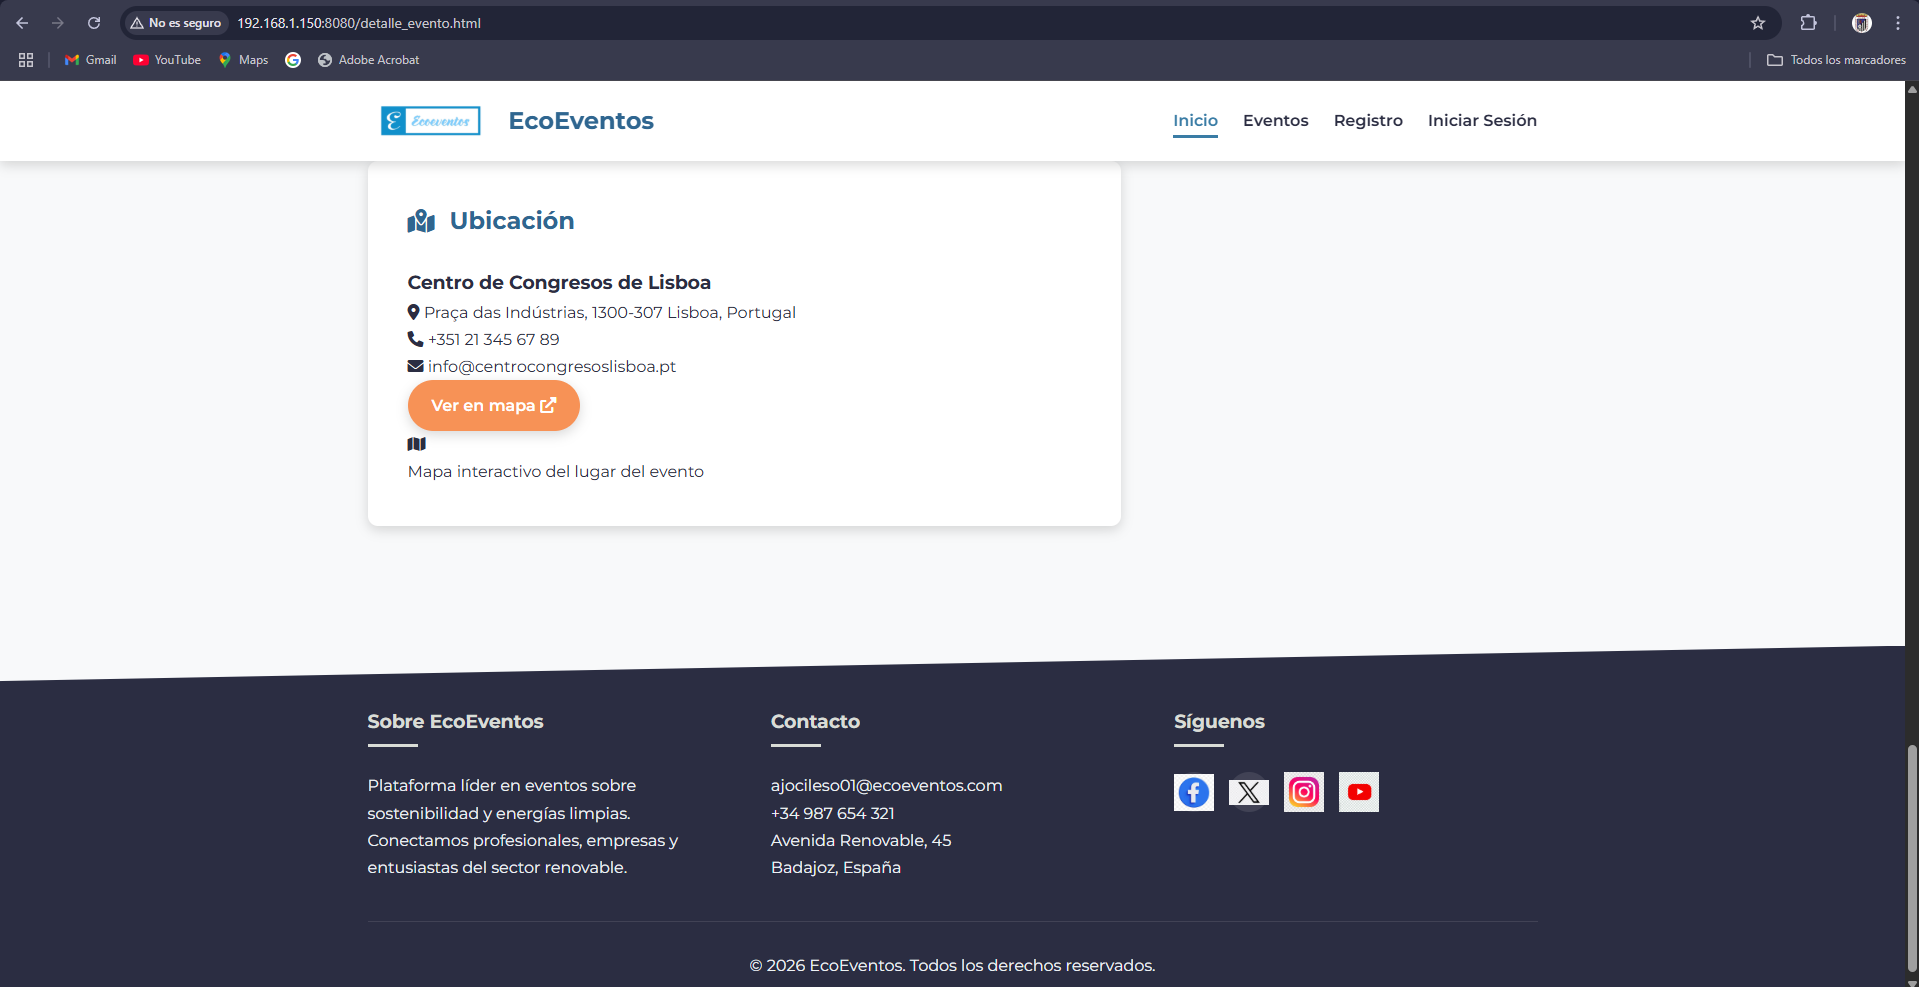 No es seguro
192.168.1.150:8080/detalle_evento.html
Gmail
YouTube
Maps
Adobe Acrobat
Todos los marcadores
Ecoeventos
EcoEventos
Inicio
Eventos
Registro
Iniciar Sesión
Ubicación
Centro de Congresos de Lisboa
Praça das Indústrias, 1300-307 Lisboa, Portugal
+351 21 345 67 89
info@centrocongresoslisboa.pt
Ver en mapa
Mapa interactivo del lugar del evento
Sobre EcoEventos
Plataforma líder en eventos sobre
sostenibilidad y energías limpias.
Conectamos profesionales, empresas y
entusiastas del sector renovable.
Contacto
ajocileso01@ecoeventos.com
+34 987 654 321
Avenida Renovable, 45
Badajoz, España
Síguenos
© 2026 EcoEventos. Todos los derechos reservados.